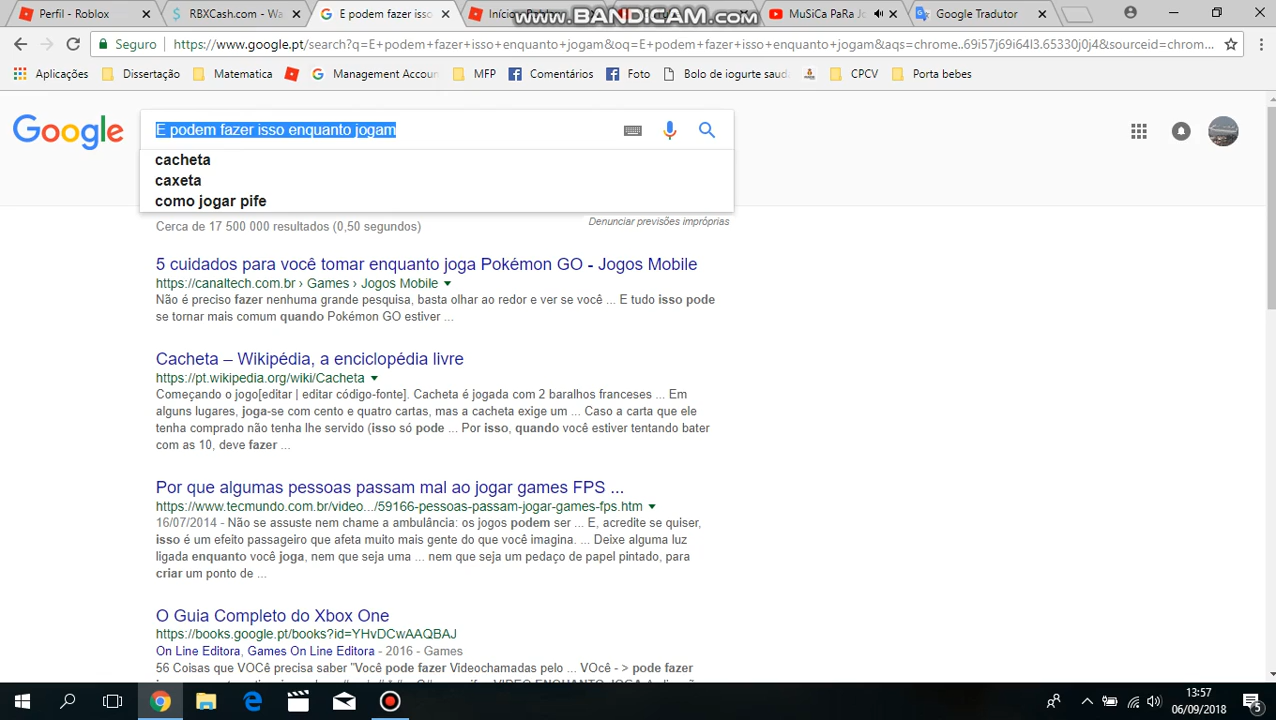 Perfil - Roblox
RBXCash.com - Wa
E podem fazer isso
www.BANDICAM.com
MuSiCa PaRa Jo
Google Tradutor
Seguro
https://www.google.pt/search?q=E+podem+fazer+isso+enquanto+jogam&oq=E+podem+fazer+isso+enquanto+jogam&aqs=chrome..69i57j69i64l3.65330j0j4&sourceid=chrom...
Aplicações
Dissertação
Matematica
Management Accoun
MFP
Comentários
Foto
Bolo de iogurte saud
CPCV
Porta bebes
Google
E podem fazer isso enquanto jogam
cacheta
caxeta
como jogar pife
Denunciar previsões impróprias
Cerca de 17 500 000 resultados (0,50 segundos)
5 cuidados para você tomar enquanto joga Pokémon GO - Jogos Mobile
https://canaltech.com.br › Games › Jogos Mobile
Não é preciso fazer nenhuma grande pesquisa, basta olhar ao redor e ver se você ... E tudo isso pode
se tornar mais comum quando Pokémon GO estiver ...
Cacheta – Wikipédia, a enciclopédia livre
https://pt.wikipedia.org/wiki/Cacheta
Começando o jogo[editar | editar código-fonte]. Cacheta é jogada com 2 baralhos franceses ... Em
alguns lugares, joga-se com cento e quatro cartas, mas a cacheta exige um ... Caso a carta que ele
tenha comprado não tenha lhe servido (isso só pode ... Por isso, quando você estiver tentando bater
com as 10, deve fazer ...
Por que algumas pessoas passam mal ao jogar games FPS ...
https://www.tecmundo.com.br/video.../59166-pessoas-passam-jogar-games-fps.htm
16/07/2014 - Não se assuste nem chame a ambulância: os jogos podem ser ... E, acredite se quiser,
isso é um efeito passageiro que afeta muito mais gente do que você imagina. ... Deixe alguma luz
ligada enquanto você joga, nem que seja uma ... nem que seja um pedaço de papel pintado, para
criar um ponto de ...
O Guia Completo do Xbox One
https://books.google.pt/books?id=YHvDCwAAQBAJ
On Line Editora, Games On Line Editora - 2016 - Games
56 Coisas que VOCê precisa saber "Você pode fazer Videochamadas pelo ... VOcê - > pode fazer
13:57
06/09/2018
5